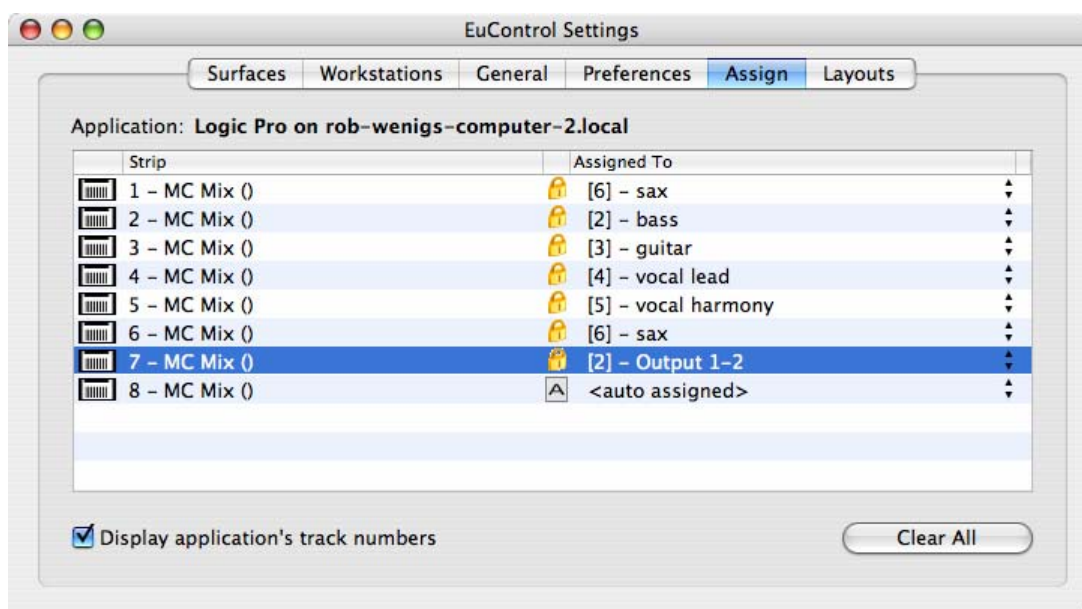 EuControl Settings
Surfaces Workstations General Preferences Assign Layouts
Application: Logic Pro on rob-wenigs-computer-2.local
Strip Assigned To
1 – MC Mix () [6] – sax
2 – MC Mix () [2] – bass
3 – MC Mix () [3] – guitar
4 – MC Mix () [4] – vocal lead
5 – MC Mix () [5] – vocal harmony
6 – MC Mix () [6] – sax
7 – MC Mix () [2] – Output 1–2
8 – MC Mix () A <auto assigned>
Display application's track numbers Clear All